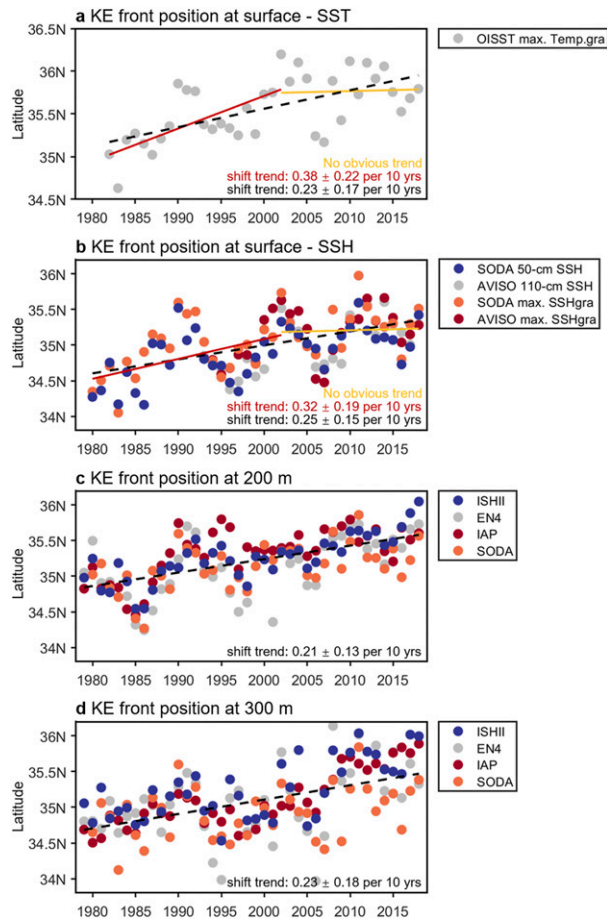 a KE front position at surface - SST
36.5N
36N
35.5N
35N
34.5N
Latitude
No obvious trend
shift trend: 0.38 ± 0.22 per 10 yrs
shift trend: 0.23 ± 0.17 per 10 yrs
1980 1985 1990 1995 2000 2005 2010 2015
OISST max. Temp.gra
b KE front position at surface - SSH
36N
35.5N
35N
34.5N
34N
Latitude
No obvious trend
shift trend: 0.32 ± 0.19 per 10 yrs
shift trend: 0.25 ± 0.15 per 10 yrs
1980 1985 1990 1995 2000 2005 2010 2015
SODA 50-cm SSH
AVISO 110-cm SSH
SODA max. SSHgra
AVISO max. SSHgra
c KE front position at 200 m
36N
35.5N
35N
34.5N
34N
Latitude
shift trend: 0.21 ± 0.13 per 10 yrs
1980 1985 1990 1995 2000 2005 2010 2015
ISHII
EN4
IAP
SODA
d KE front position at 300 m
36N
35.5N
35N
34.5N
34N
Latitude
shift trend: 0.23 ± 0.18 per 10 yrs
1980 1985 1990 1995 2000 2005 2010 2015
ISHII
EN4
IAP
SODA